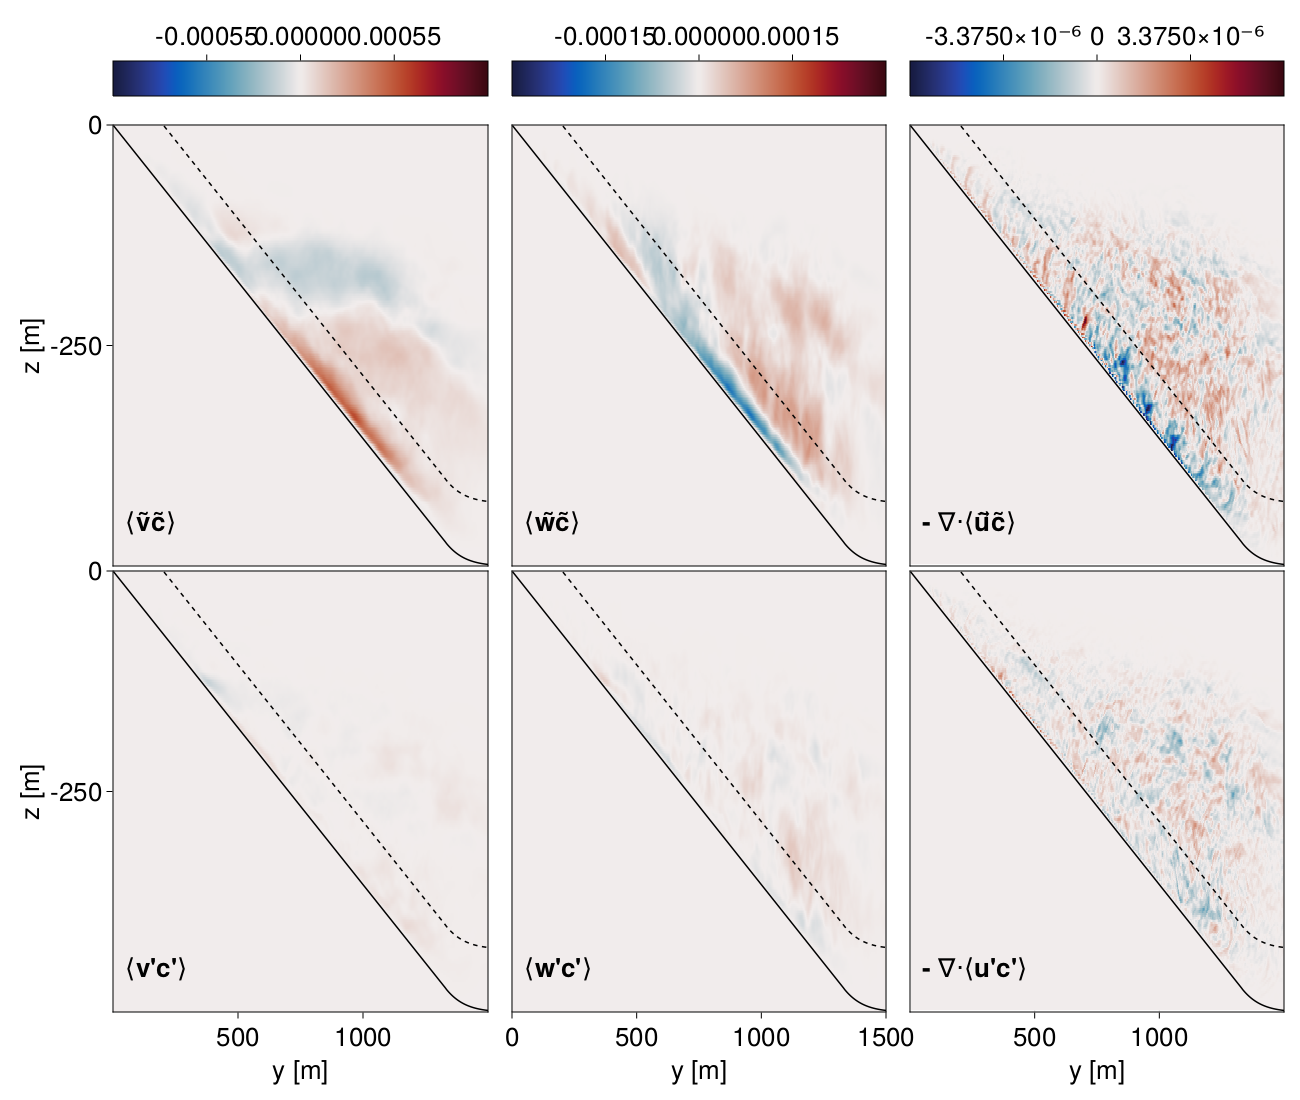 -0.00055 0.00000 0.00055
-0.00015 0.00000 0.00015
-3.3750×10⁻⁶ 0 3.3750×10⁻⁶
0
-250
z [m]
⟨ṽc̃⟩
⟨w̃c̃⟩
- ∇·⟨ũc̃⟩
0
-250
z [m]
⟨v'c'⟩
⟨w'c'⟩
- ∇·⟨u'c'⟩
500 1000
0 500 1000 1500
500 1000
y [m]
y [m]
y [m]